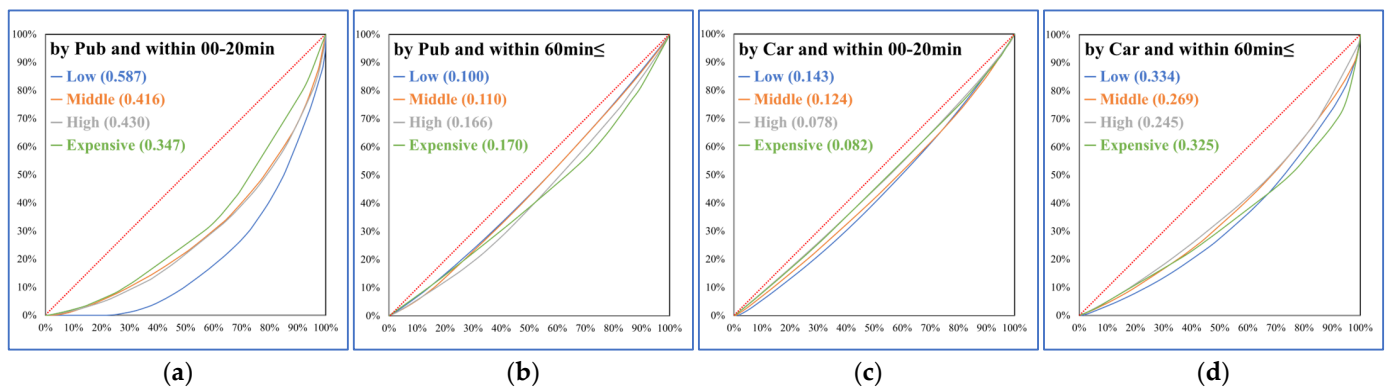 by Pub and within 00-20min
Low (0.587)
Middle (0.416)
High (0.430)
Expensive (0.347)
100%
90%
80%
70%
60%
50%
40%
30%
20%
10%
0%
0% 10% 20% 30% 40% 50% 60% 70% 80% 90% 100%
(a)
by Pub and within 60min≤
Low (0.100)
Middle (0.110)
High (0.166)
Expensive (0.170)
100%
90%
80%
70%
60%
50%
40%
30%
20%
10%
0%
0% 10% 20% 30% 40% 50% 60% 70% 80% 90% 100%
(b)
by Car and within 00-20min
Low (0.143)
Middle (0.124)
High (0.078)
Expensive (0.082)
100%
90%
80%
70%
60%
50%
40%
30%
20%
10%
0%
0% 10% 20% 30% 40% 50% 60% 70% 80% 90% 100%
(c)
by Car and within 60min≤
Low (0.334)
Middle (0.269)
High (0.245)
Expensive (0.325)
100%
90%
80%
70%
60%
50%
40%
30%
20%
10%
0%
0% 10% 20% 30% 40% 50% 60% 70% 80% 90% 100%
(d)